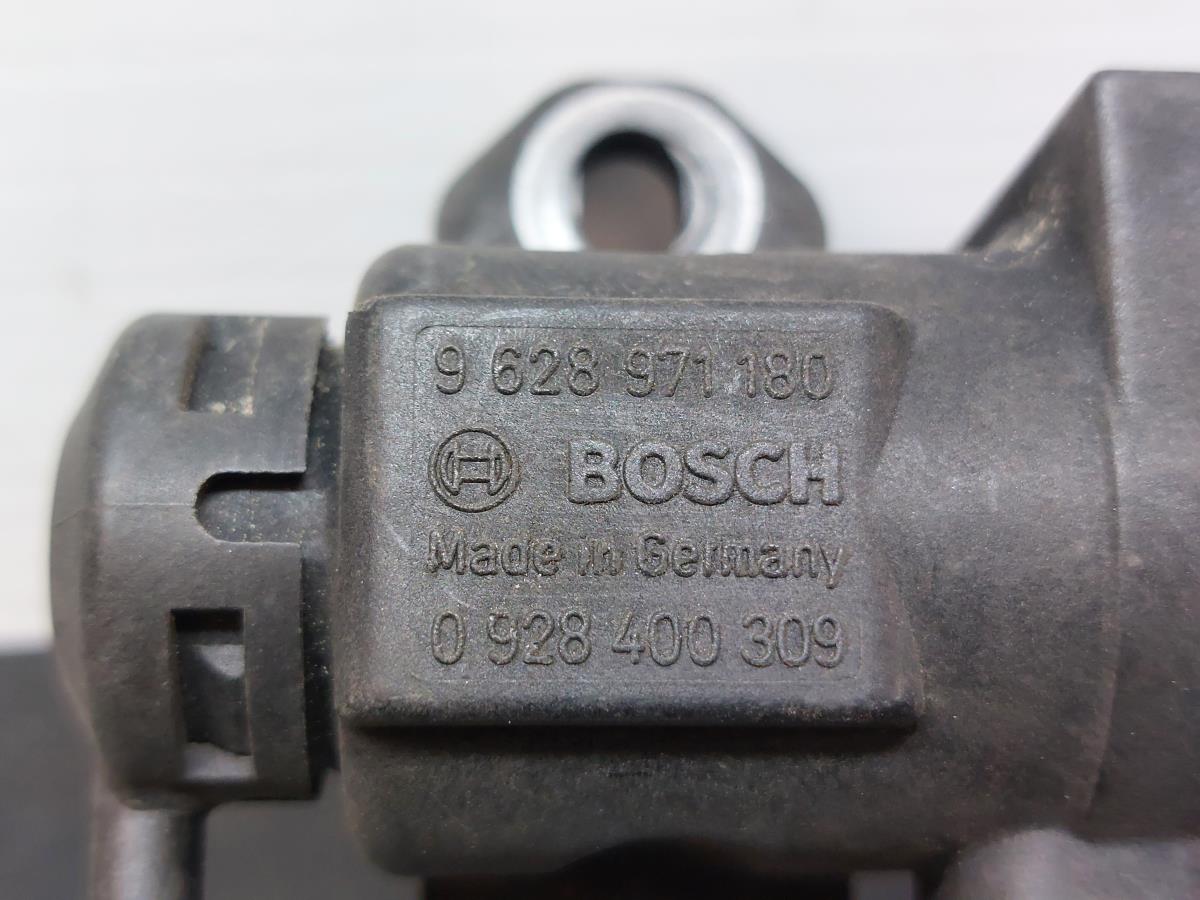 9 628 971 180
BOSCH
Made in Germany
0 928 400 309